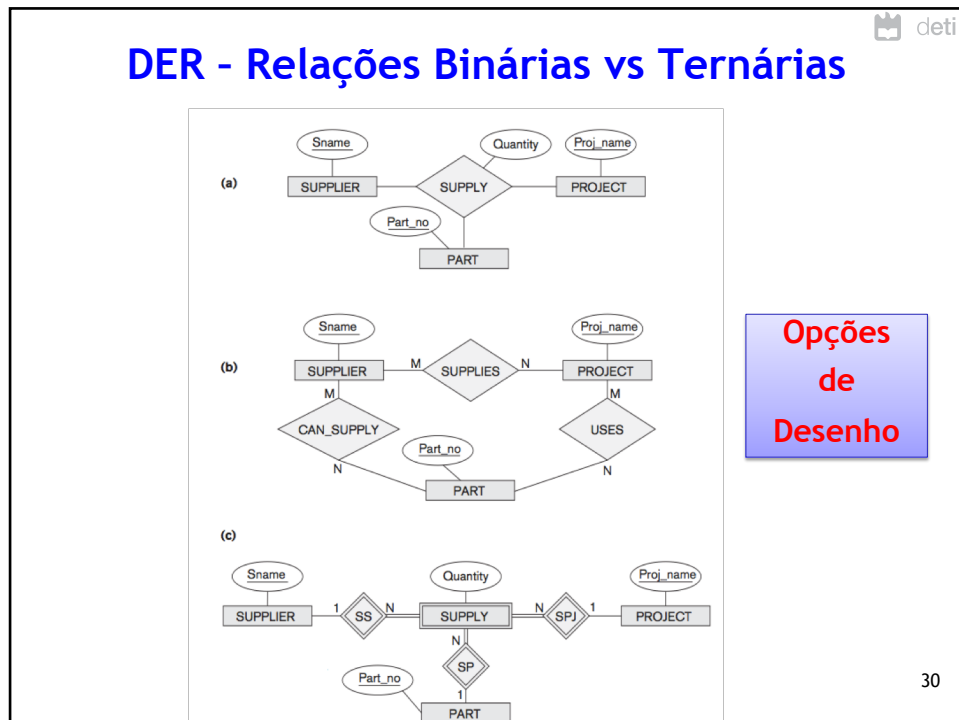 deti
DER – Relações Binárias vs Ternárias
(a)
Sname
Quantity
Proj_name
SUPPLIER
SUPPLY
PROJECT
Part_no
PART
(b)
Sname
Proj_name
SUPPLIER
M
SUPPLIES
N
PROJECT
M
M
CAN_SUPPLY
USES
Part_no
N
N
PART
(c)
Sname
Quantity
Proj_name
SUPPLIER
1
SS
N
SUPPLY
N
SPJ
1
PROJECT
N
SP
Part_no
1
PART
Opções
de
Desenho
30